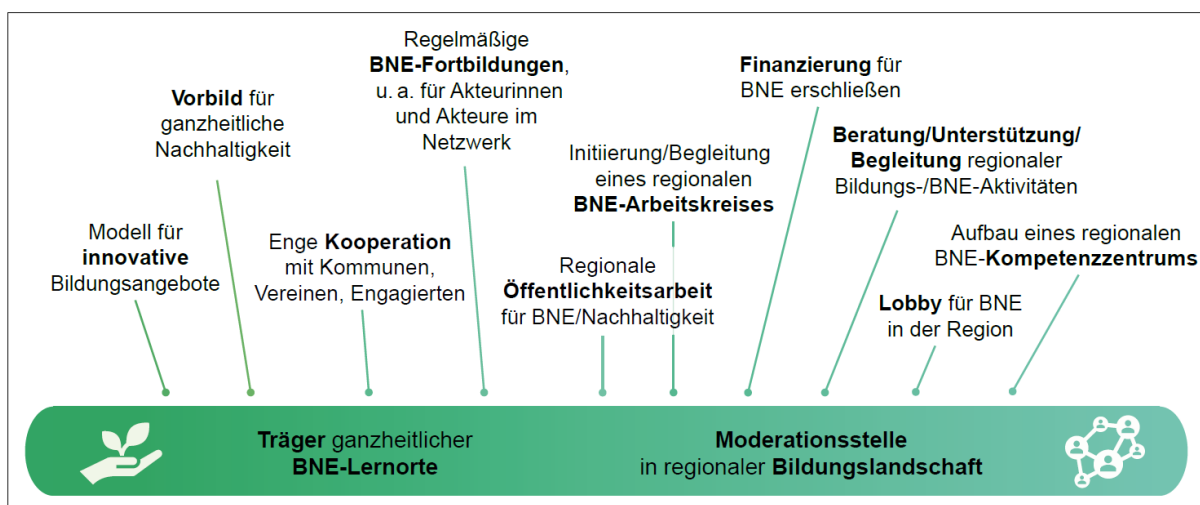 Modell für
innovative
Bildungsangebote
Vorbild für
ganzheitliche
Nachhaltigkeit
Enge Kooperation
mit Kommunen,
Vereinen, Engagierten
Regelmäßige
BNE-Fortbildungen,
u. a. für Akteurinnen
und Akteure im
Netzwerk
Regionale
Öffentlichkeitsarbeit
für BNE/Nachhaltigkeit
Initiierung/Begleitung
eines regionalen
BNE-Arbeitskreises
Finanzierung für
BNE erschließen
Beratung/Unterstützung/
Begleitung regionaler
Bildungs-/BNE-Aktivitäten
Lobby für BNE
in der Region
Aufbau eines regionalen
BNE-Kompetenzzentrums
Träger ganzheitlicher
BNE-Lernorte
Moderationsstelle
in regionaler Bildungslandschaft